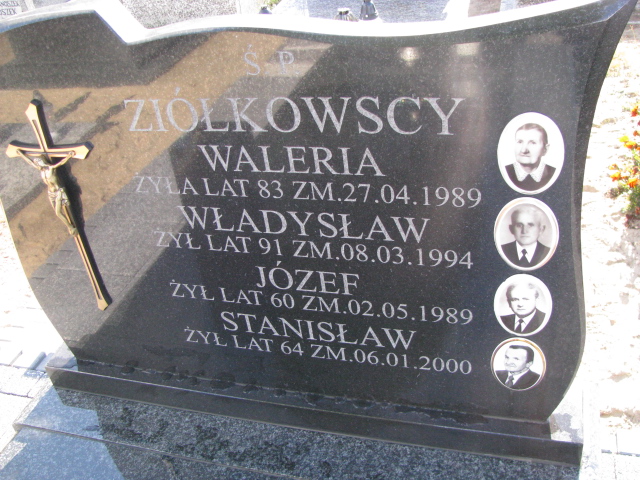 Ś. P.
ZIÓŁKOWSCY
WALERIA
ŻYŁA LAT 83 ZM.27.04.1989
WŁADYSŁAW
ŻYŁ LAT 91 ZM.08.03.1994
JÓZEF
ŻYŁ LAT 60 ZM.02.05.1989
STANISŁAW
ŻYŁ LAT 64 ZM.06.01.2000